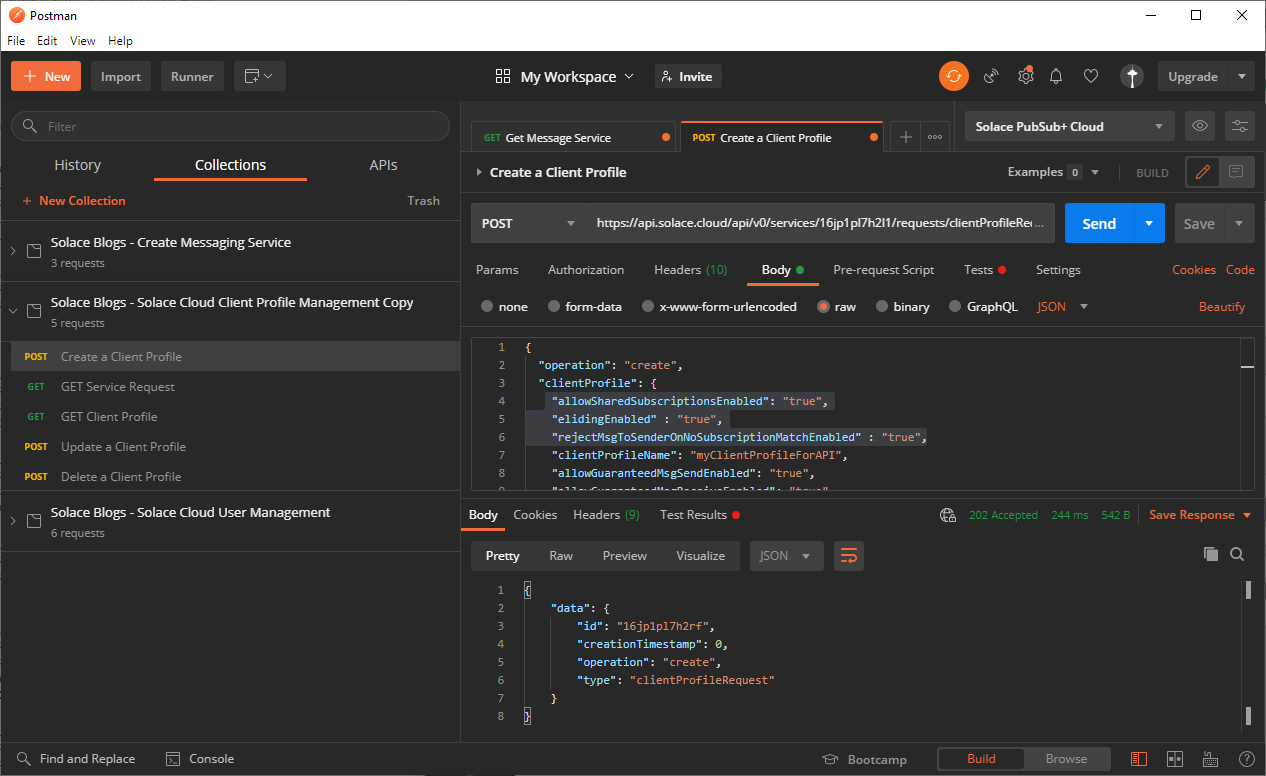 Postman
File Edit View Help
New Import Runner My Workspace Invite Upgrade
Filter
History Collections APIs
New Collection Trash
Solace Blogs - Create Messaging Service
3 requests
Solace Blogs - Solace Cloud Client Profile Management Copy
5 requests
POST Create a Client Profile
GET GET Service Request
GET GET Client Profile
POST Update a Client Profile
POST Delete a Client Profile
Solace Blogs - Solace Cloud User Management
6 requests
GET Get Message Service POST Create a Client Profile Solace PubSub+ Cloud
Create a Client Profile Examples 0 BUILD
POST https://api.solace.cloud/api/v0/services/16jp1pl7h2l1/requests/clientProfileRe... Send Save
Params Authorization Headers (10) Body Pre-request Script Tests Settings Cookies Code
none form-data x-www-form-urlencoded raw binary GraphQL JSON Beautify
1 {
2 "operation": "create",
3 "clientProfile": {
4 "allowSharedSubscriptionsEnabled": "true",
5 "elidingEnabled" : "true",
6 "rejectMsgToSenderOnNoSubscriptionMatchEnabled" : "true",
7 "clientProfileName": "myClientProfileForAPI",
8 "allowGuaranteedMsgSendEnabled": "true",
9 "allowGuaranteedMsgReceiveEnabled": "true"
Body Cookies Headers (9) Test Results 202 Accepted 244 ms 542 B Save Response
Pretty Raw Preview Visualize JSON
1 {
2 "data": {
3 "id": "16jp1pl7h2rf",
4 "creationTimestamp": 0,
5 "operation": "create",
6 "type": "clientProfileRequest"
7 }
8 }
Find and Replace Console Bootcamp Build Browse